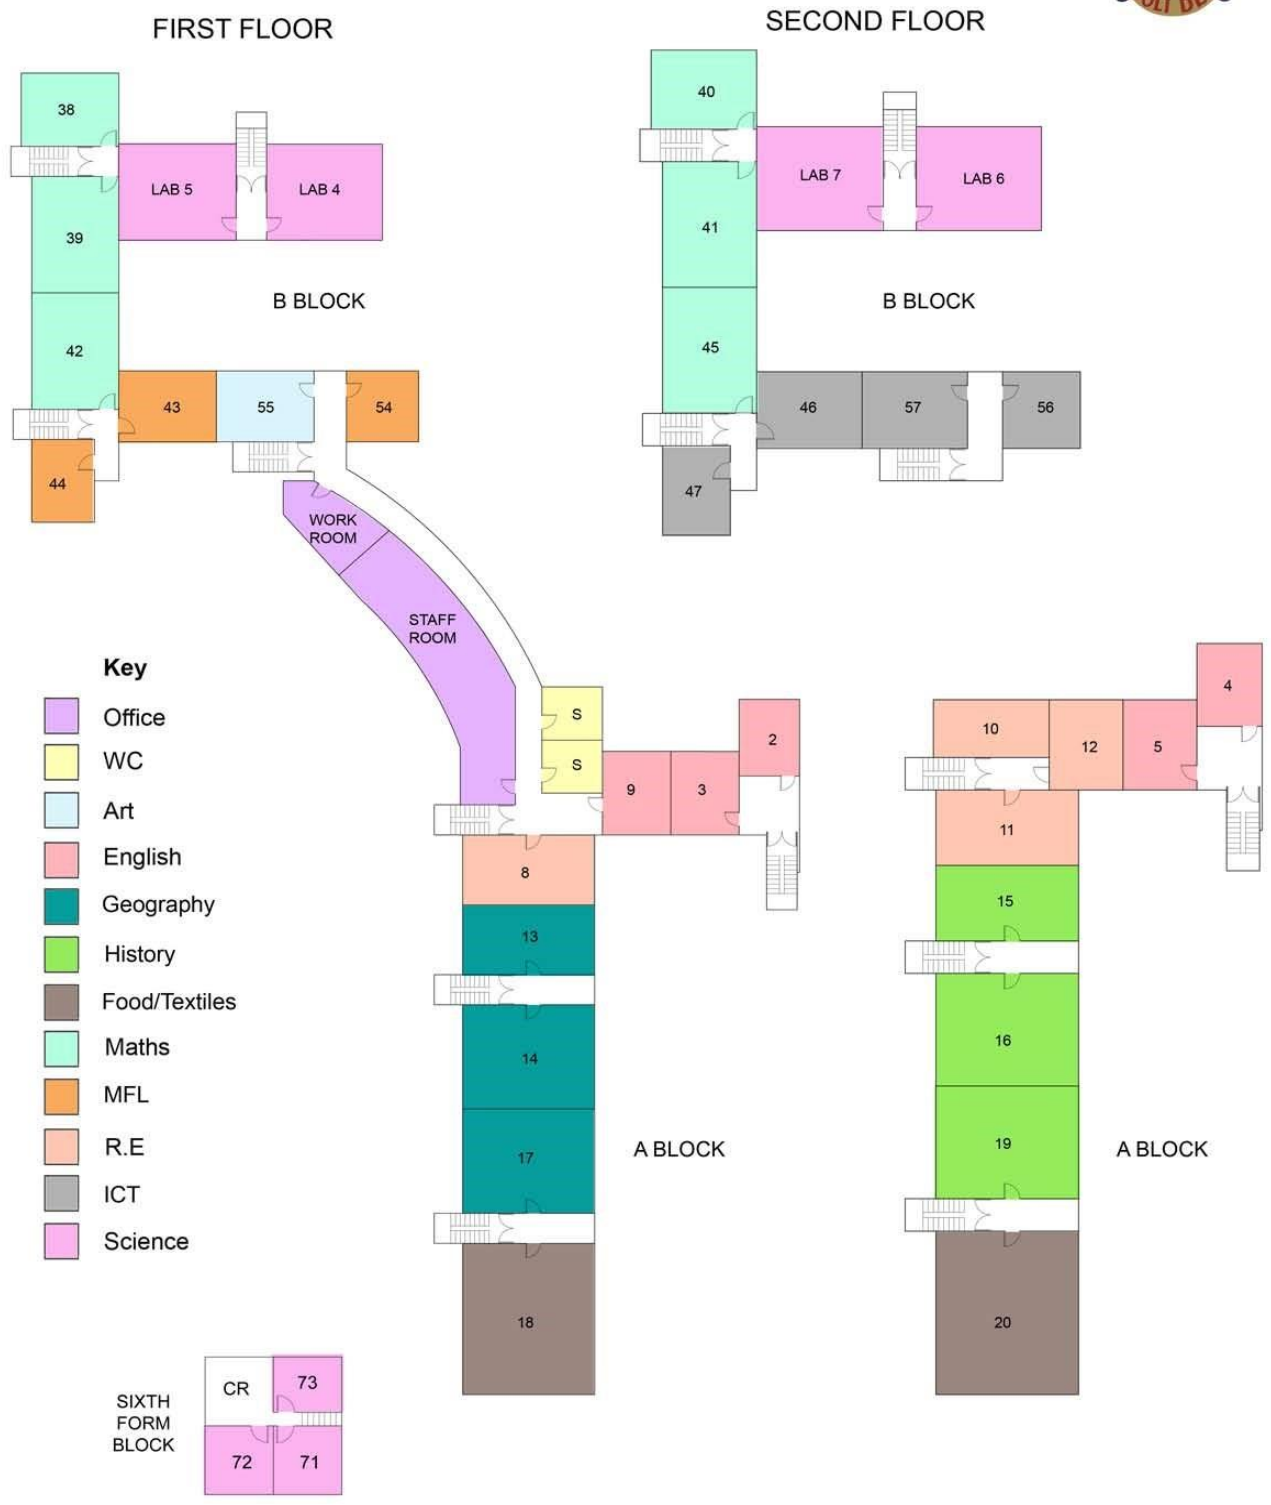 FIRST FLOOR
SECOND FLOOR
38
LAB 5
LAB 4
39
B BLOCK
42
43
55
54
44
WORK
ROOM
STAFF
ROOM
S
S
2
9
3
8
13
14
17
A BLOCK
18
40
LAB 7
LAB 6
41
B BLOCK
45
46
57
56
47
4
10
12
5
11
15
16
19
A BLOCK
20
Key
Office
WC
Art
English
Geography
History
Food/Textiles
Maths
MFL
R.E
ICT
Science
SIXTH
FORM
BLOCK
CR
73
72
71